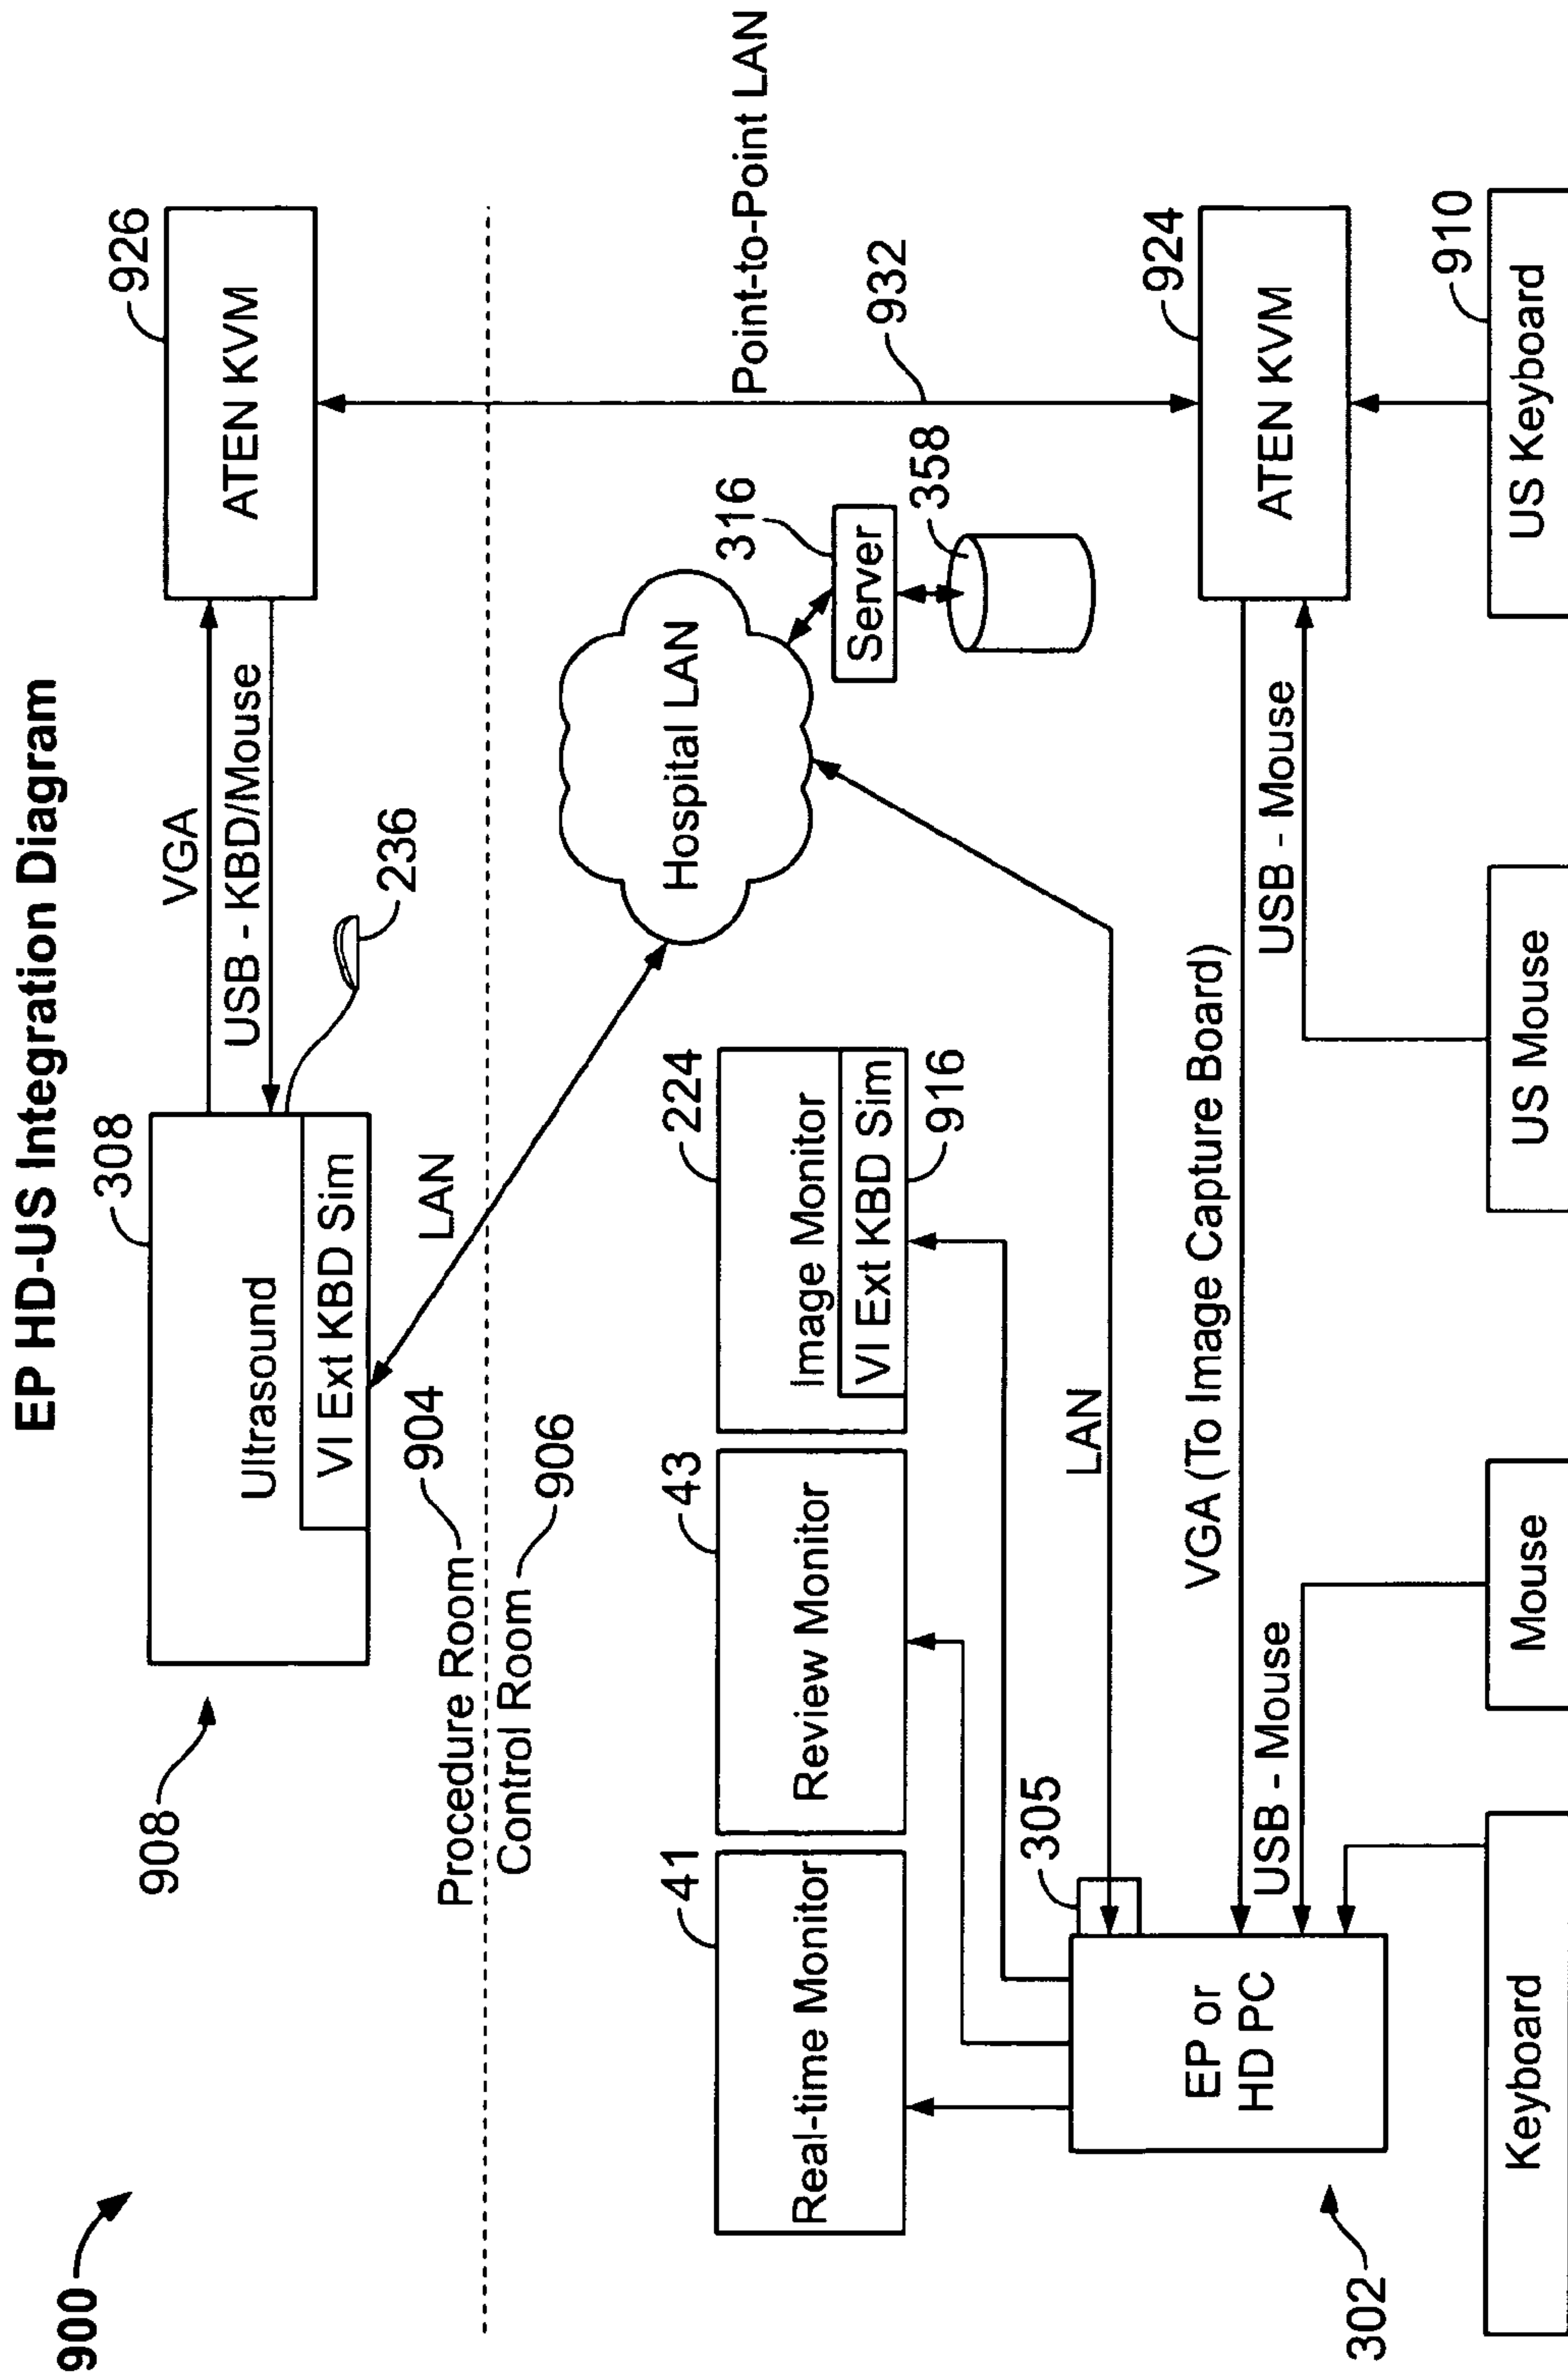 EP HD-US Integration Diagram
900
908
308
Ultrasound
VI Ext KBD Sim
VGA
USB - KBD/Mouse
236
926
ATEN KVM
LAN
Procedure Room
904
Control Room
906
Point-to-Point LAN
932
Hospital LAN
316
Server
358
41
Real-time Monitor
43
Review Monitor
224
Image Monitor
VI Ext KBD Sim
916
305
LAN
EP or
HD PC
302
VGA (To Image Capture Board)
USB - Mouse
USB - Mouse
924
ATEN KVM
910
Keyboard
Mouse
US Mouse
US Keyboard